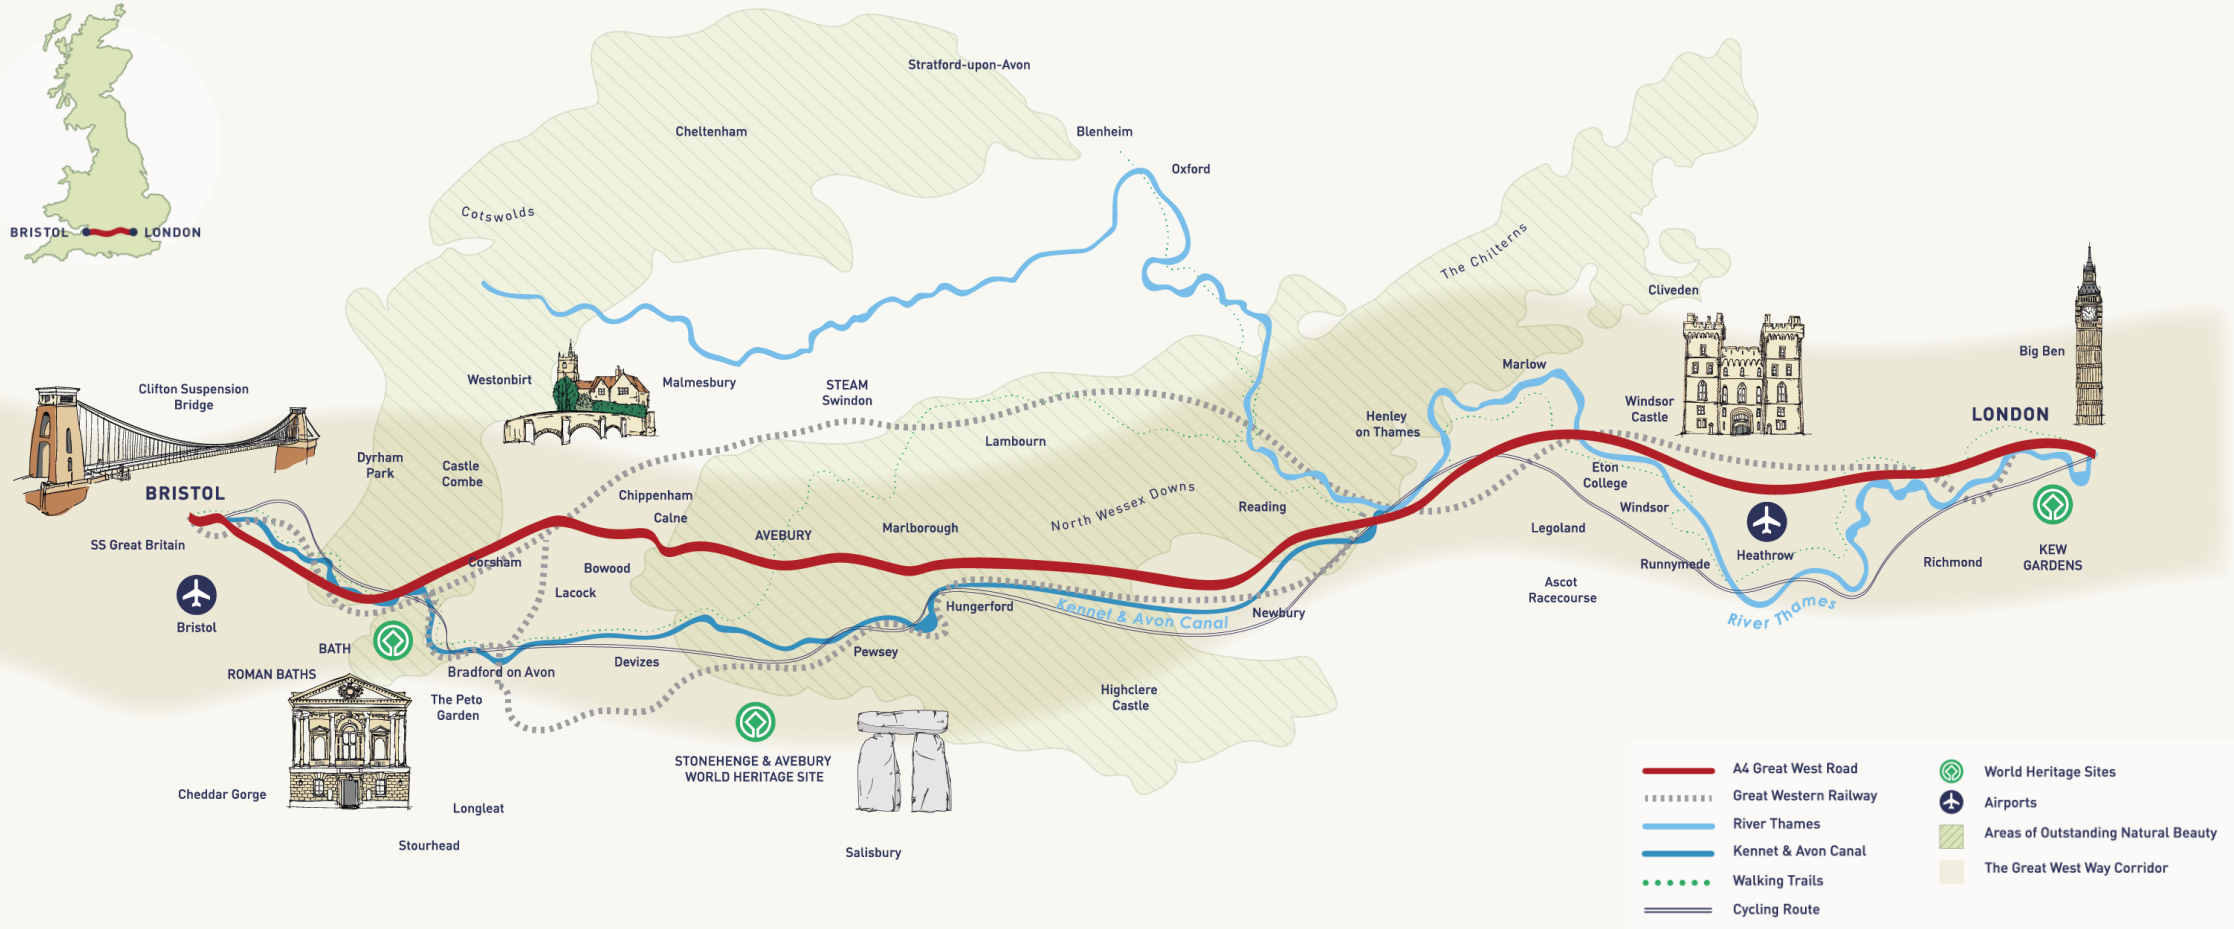 Stratford-upon-Avon
Cheltenham
Blenheim
Oxford
Cotswolds
BRISTOL
LONDON
The Chilterns
Cliveden
Big Ben
Marlow
Westonbirt
Malmesbury
STEAM
Swindon
Clifton Suspension
Bridge
Windsor
Castle
LONDON
Henley
on Thames
Lambourn
Dyrham
Park
Castle
Combe
Eton
College
BRISTOL
Chippenham
Calne
North Wessex Downs
Reading
Windsor
Marlborough
AVEBURY
Legoland
SS Great Britain
Heathrow
KEW
GARDENS
Corsham
Bowood
Runnymede
Richmond
Lacock
Ascot
Racecourse
Hungerford
Kennet & Avon Canal
Newbury
River Thames
Bristol
BATH
Pewsey
Devizes
ROMAN BATHS
Bradford on Avon
The Peto
Garden
Highclere
Castle
STONEHENGE & AVEBURY
WORLD HERITAGE SITE
Cheddar Gorge
Longleat
Stourhead
Salisbury
A4 Great West Road
Great Western Railway
River Thames
Kennet & Avon Canal
Walking Trails
Cycling Route
World Heritage Sites
Airports
Areas of Outstanding Natural Beauty
The Great West Way Corridor